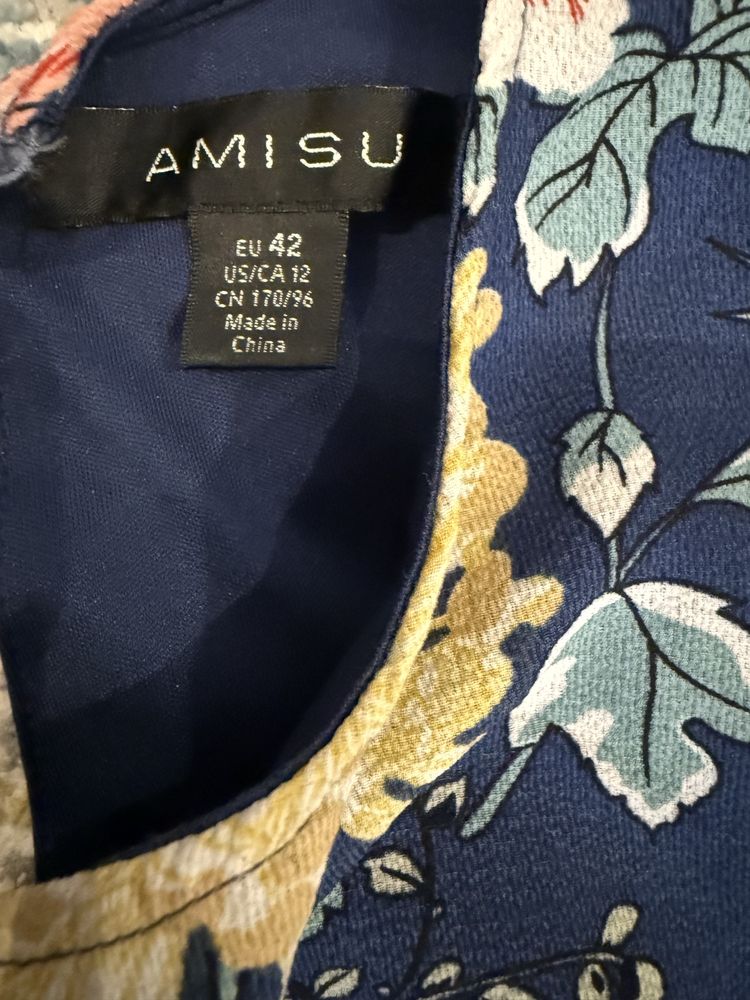 AMISU
EU 42
US/CA 12
CN 170/96
Made in
China